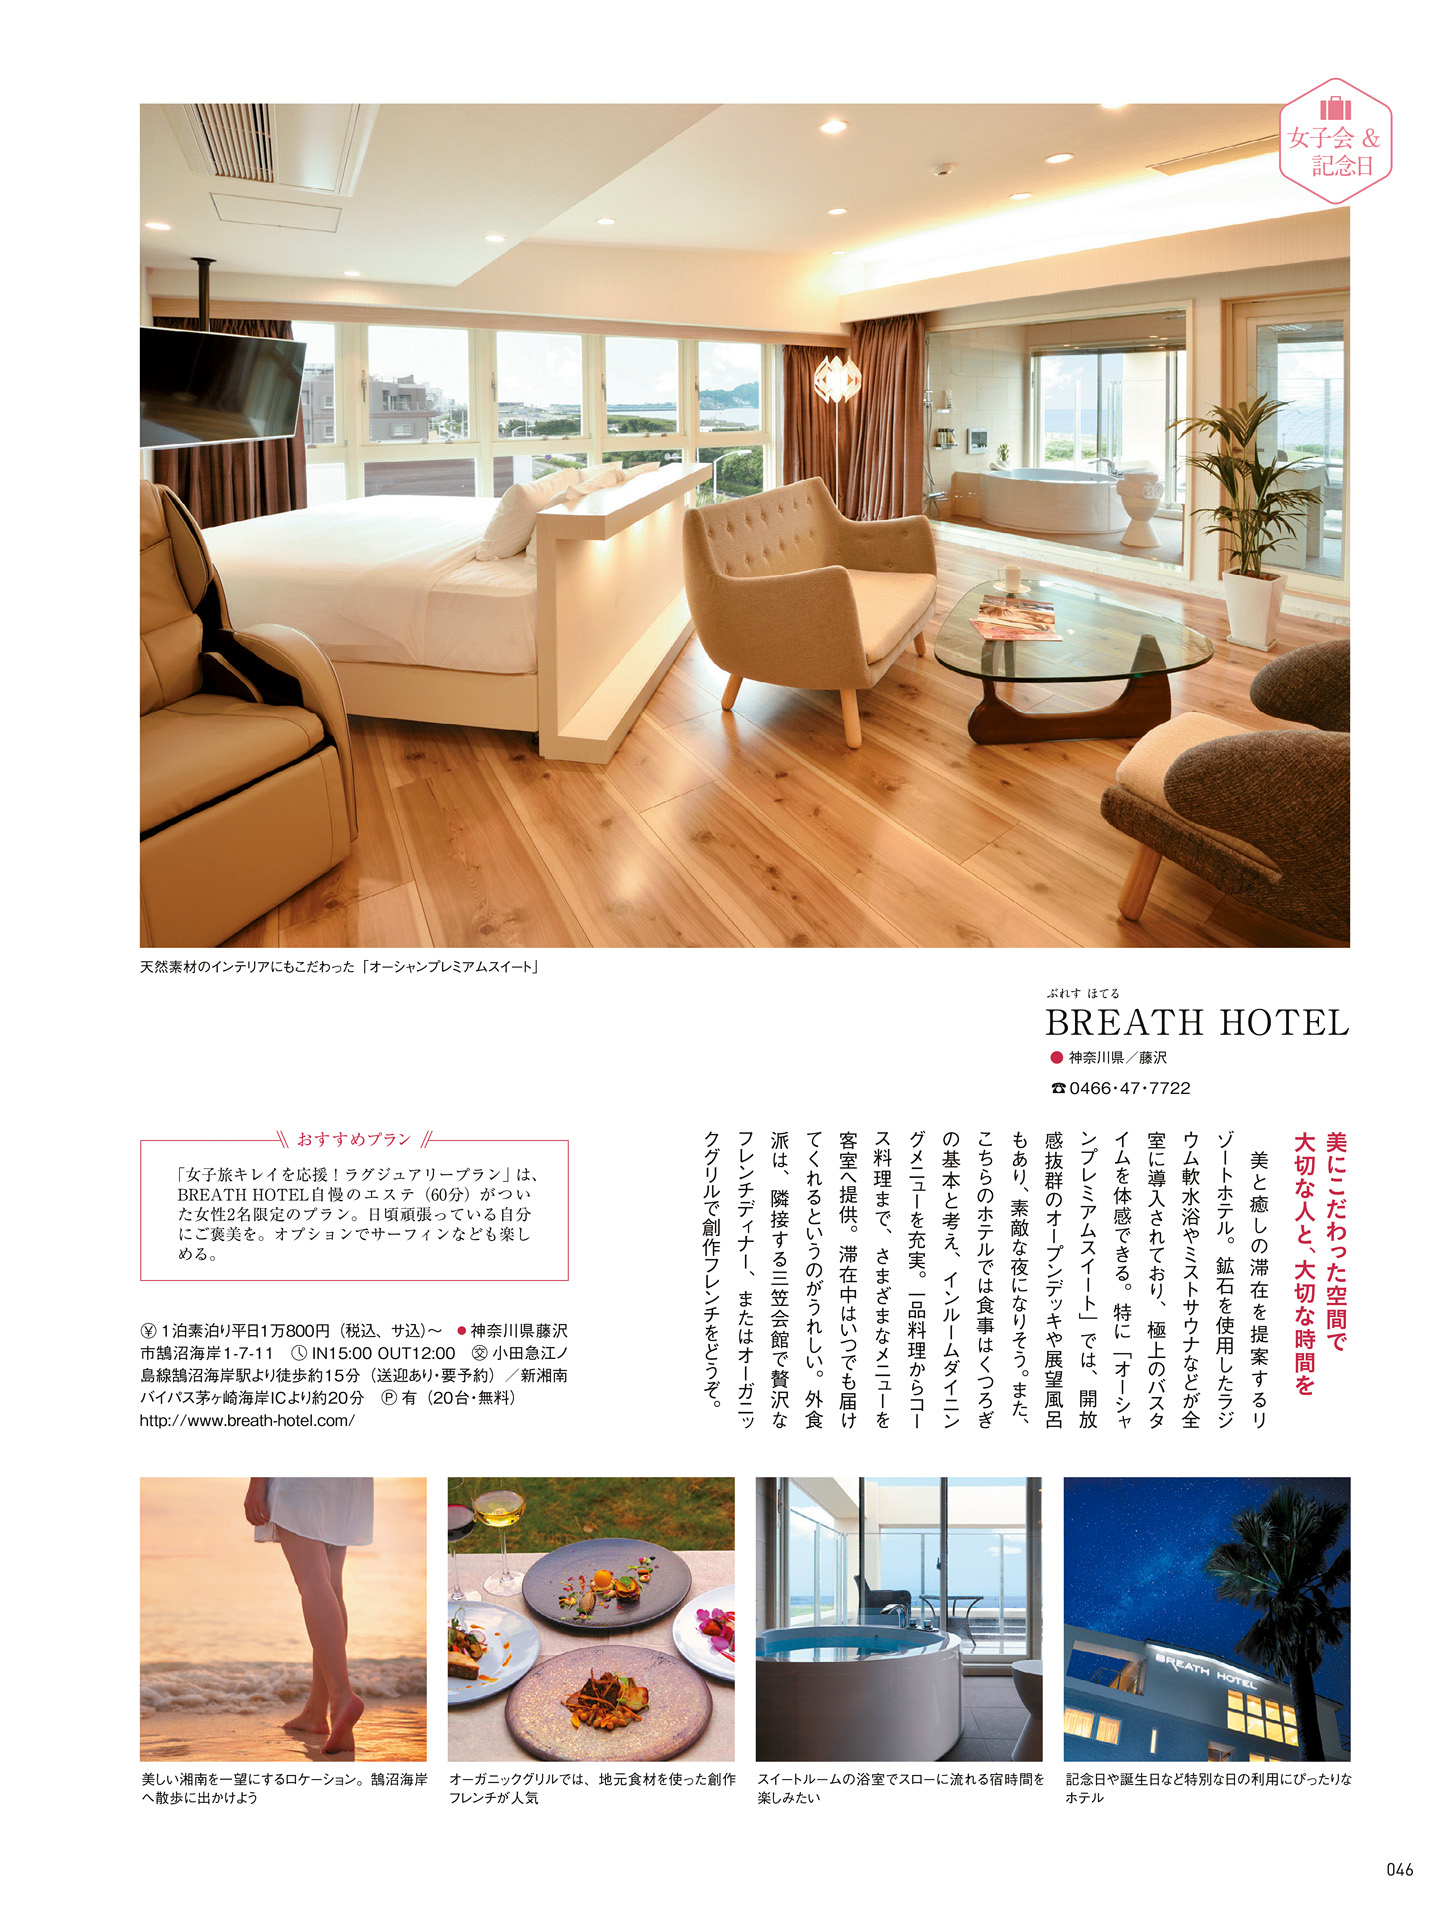 女子会 &
記念日
天然素材のインテリアにもこだわった「オーシャンプレミアムスイート」
ぶれす ほてる
BREATH HOTEL
● 神奈川県／藤沢
☎0466・47・7722
美にこだわった空間で
大切な人と、大切な時間を
美と癒しの滞在を提案するリ
ゾートホテル。鉱石を使用したラジ
ウム軟水浴やミストサウナなどが全
室に導入されており、極上のバスタ
イムを体感できる。特に「オーシャ
ンプレミアムスイート」では、開放
感抜群のオープンデッキや展望風呂
もあり、素敵な夜になりそう。また、
こちらのホテルでは食事はくつろぎ
の基本と考え、インルームダイニン
グメニューを充実。一品料理からコー
ス料理まで、さまざまなメニューを
客室へ提供。滞在中はいつでも届け
てくれるというのがうれしい。外食
派は、隣接する三笠会館で贅沢な
フレンチディナー、またはオーガニッ
クグリルで創作フレンチをどうぞ。
おすすめプラン
「女子旅キレイを応援！ラグジュアリープラン」は、
BREATH HOTEL自慢のエステ（60分）がつい
た女性2名限定のプラン。日頃頑張っている自分
にご褒美を。オプションでサーフィンなども楽し
める。
¥ 1泊素泊り平日1万800円（税込、サ込）〜 ●神奈川県藤沢
市鵠沼海岸1-7-11 IN15:00 OUT12:00 交 小田急江ノ
島線鵠沼海岸駅より徒歩約15分（送迎あり・要予約）／新湘南
バイパス茅ヶ崎海岸ICより約20分 Ⓟ 有（20台・無料）
http://www.breath-hotel.com/
BREATH HOTEL
美しい湘南を一望にするロケーション。鵠沼海岸
へ散歩に出かけよう
オーガニックグリルでは、地元食材を使った創作
フレンチが人気
スイートルームの浴室でスローに流れる宿時間を
楽しみたい
記念日や誕生日など特別な日の利用にぴったりな
ホテル
046